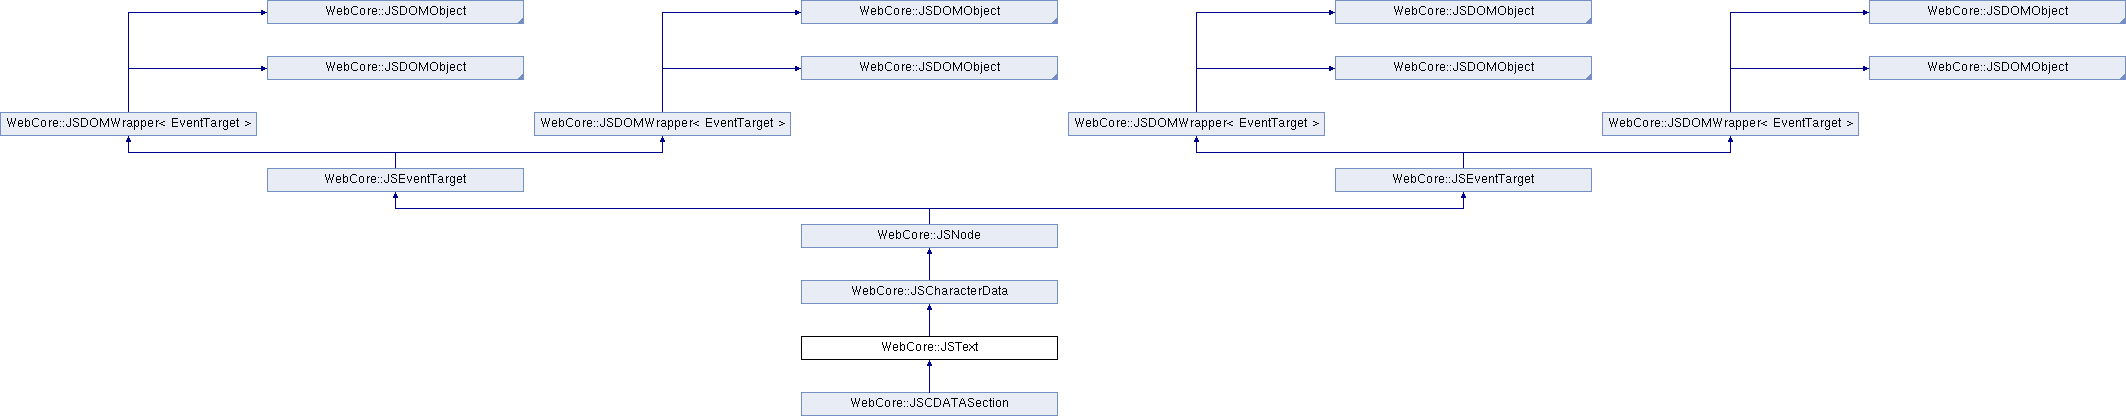 WebCore::JSDOMObject
WebCore::JSDOMObject
WebCore::JSDOMObject
WebCore::JSDOMObject
WebCore::JSDOMObject
WebCore::JSDOMObject
WebCore::JSDOMObject
WebCore::JSDOMObject
WebCore::JSDOMWrapper< EventTarget >
WebCore::JSDOMWrapper< EventTarget >
WebCore::JSDOMWrapper< EventTarget >
WebCore::JSDOMWrapper< EventTarget >
WebCore::JSEventTarget
WebCore::JSEventTarget
WebCore::JSNode
WebCore::JSCharacterData
WebCore::JSText
WebCore::JSCDATASection